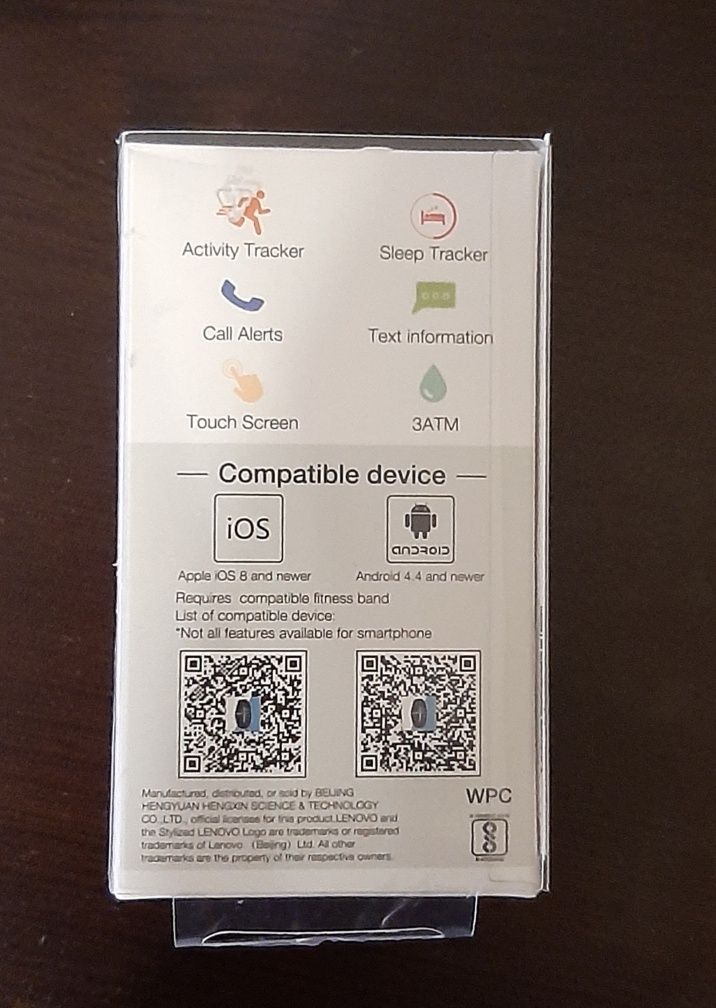 Activity Tracker
Sleep Tracker
Call Alerts
Text information
Touch Screen
3ATM
Compatible device
iOS
ANDROID
Apple iOS 8 and newer
Android 4.4 and newer
Requires compatible fitness band
List of compatible device:
*Not all features available for smartphone
Manufactured, distributed, or sold by BEIJING
HENGYUAN HENGXIN SCIENCE & TECHNOLOGY
CO.,LTD., official licenses for this product.LENOVO and
the Stylized LENOVO Logo are trademarks or registered
trademarks of Lenovo （Beijing）Ltd. All other
trademarks are the property of their respective owners.
WPC